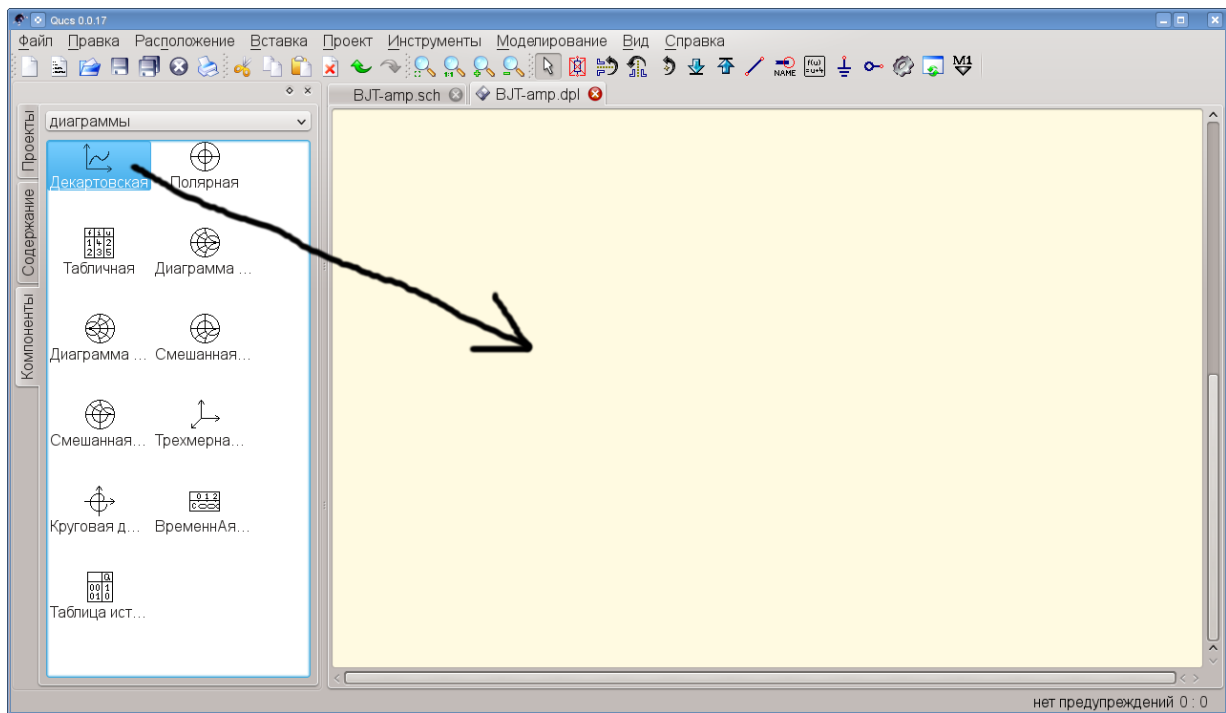 Qucs 0.0.17
Файл Правка Расположение Вставка Проект Инструменты Моделирование Вид Справка
NAME
M1
BJT-amp.sch BJT-amp.dpl
Проекты
Содержание
Компоненты
диаграммы
Декартовская Полярная
Табличная Диаграмма ...
Диаграмма ... Смешанная...
Смешанная... Трехмерна...
Круговая д... ВременнАя...
Таблица ист...
нет предупреждений 0 : 0